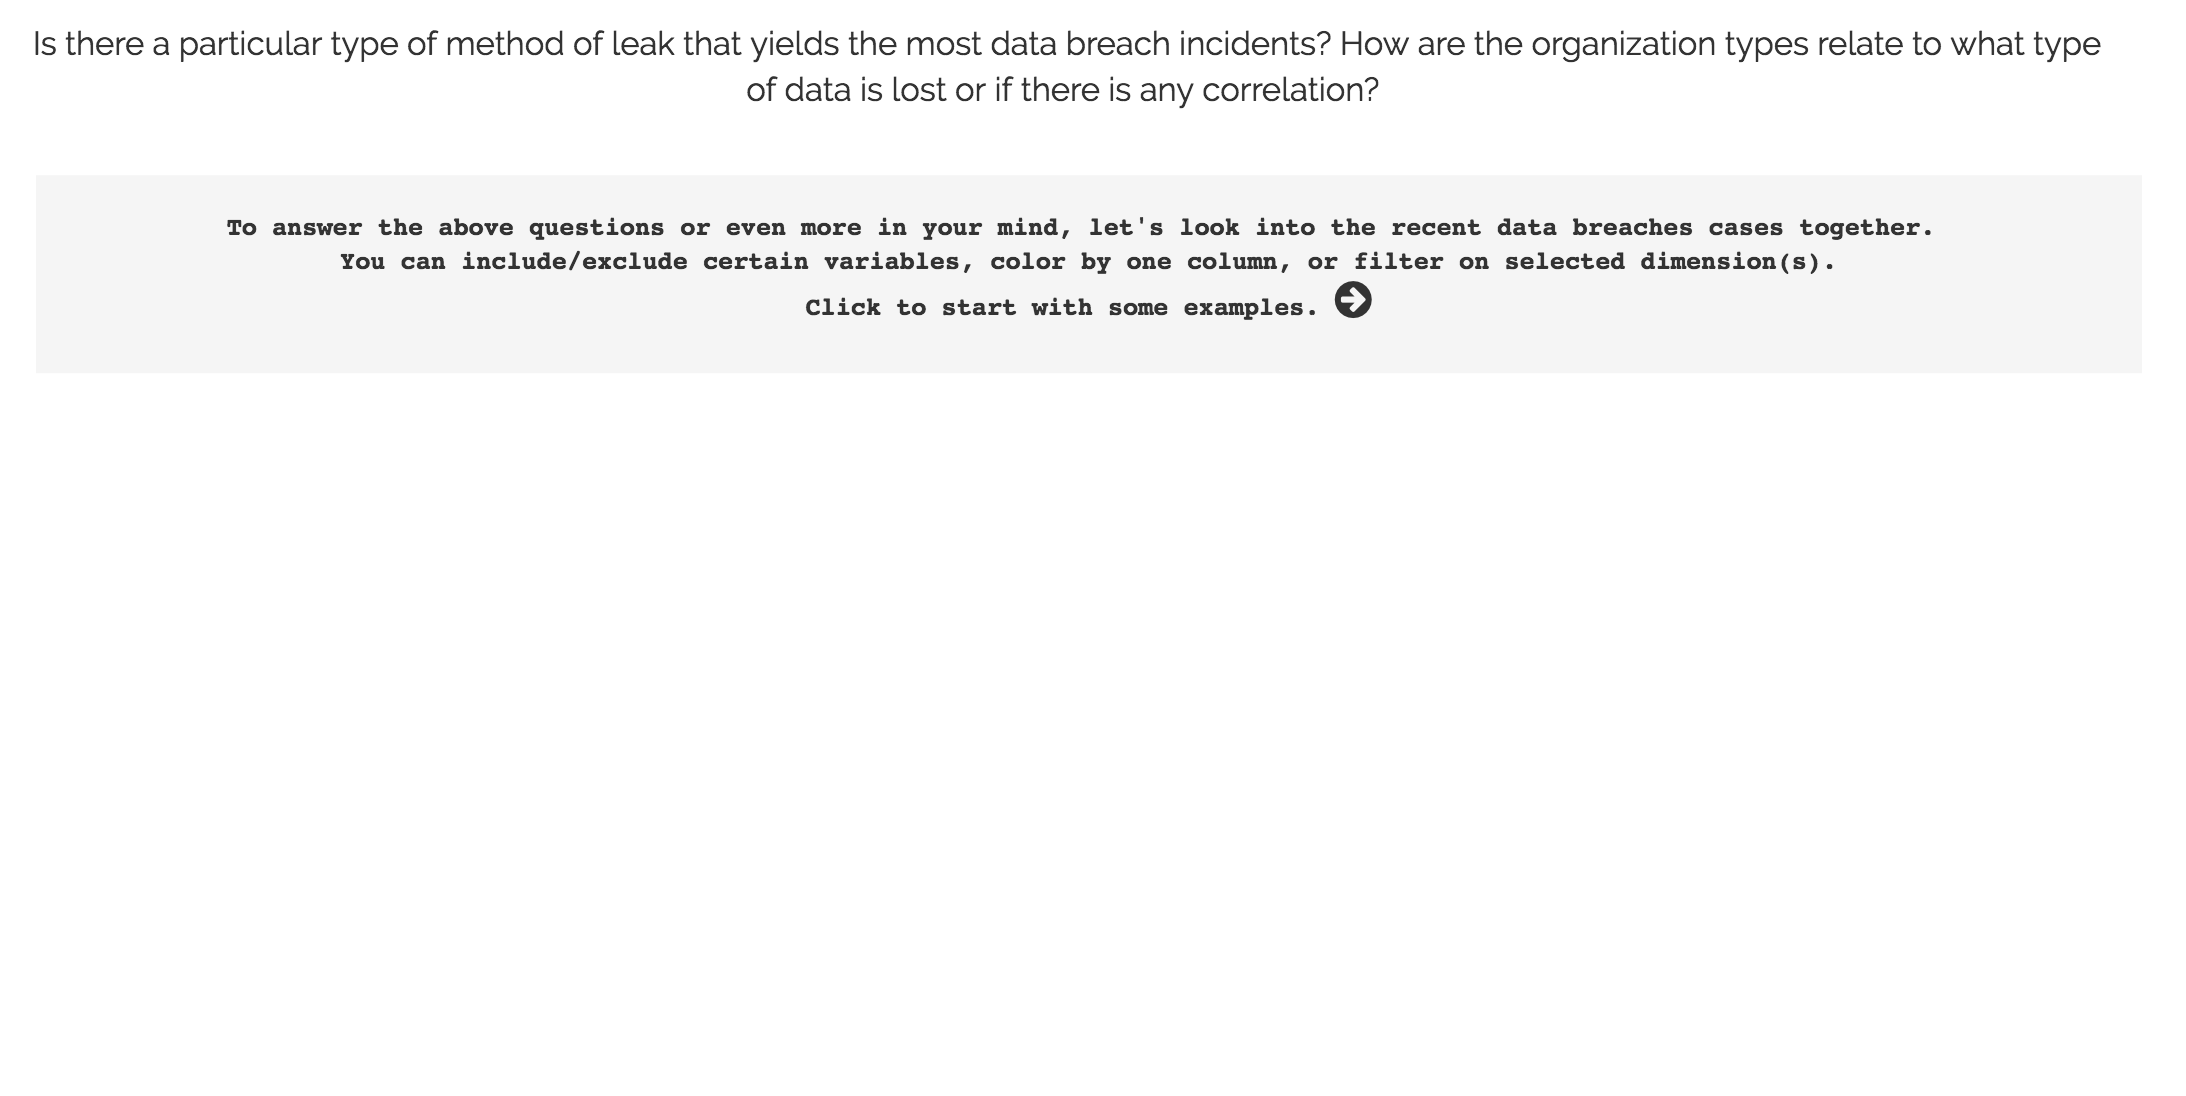 Is there a particular type of method of leak that yields the most data breach incidents? How are the organization types relate to what type
of data is lost or if there is any correlation?
To answer the above questions or even more in your mind, let's look into the recent data breaches cases together.
You can include/exclude certain variables, color by one column, or filter on selected dimension(s).
Click to start with some examples.